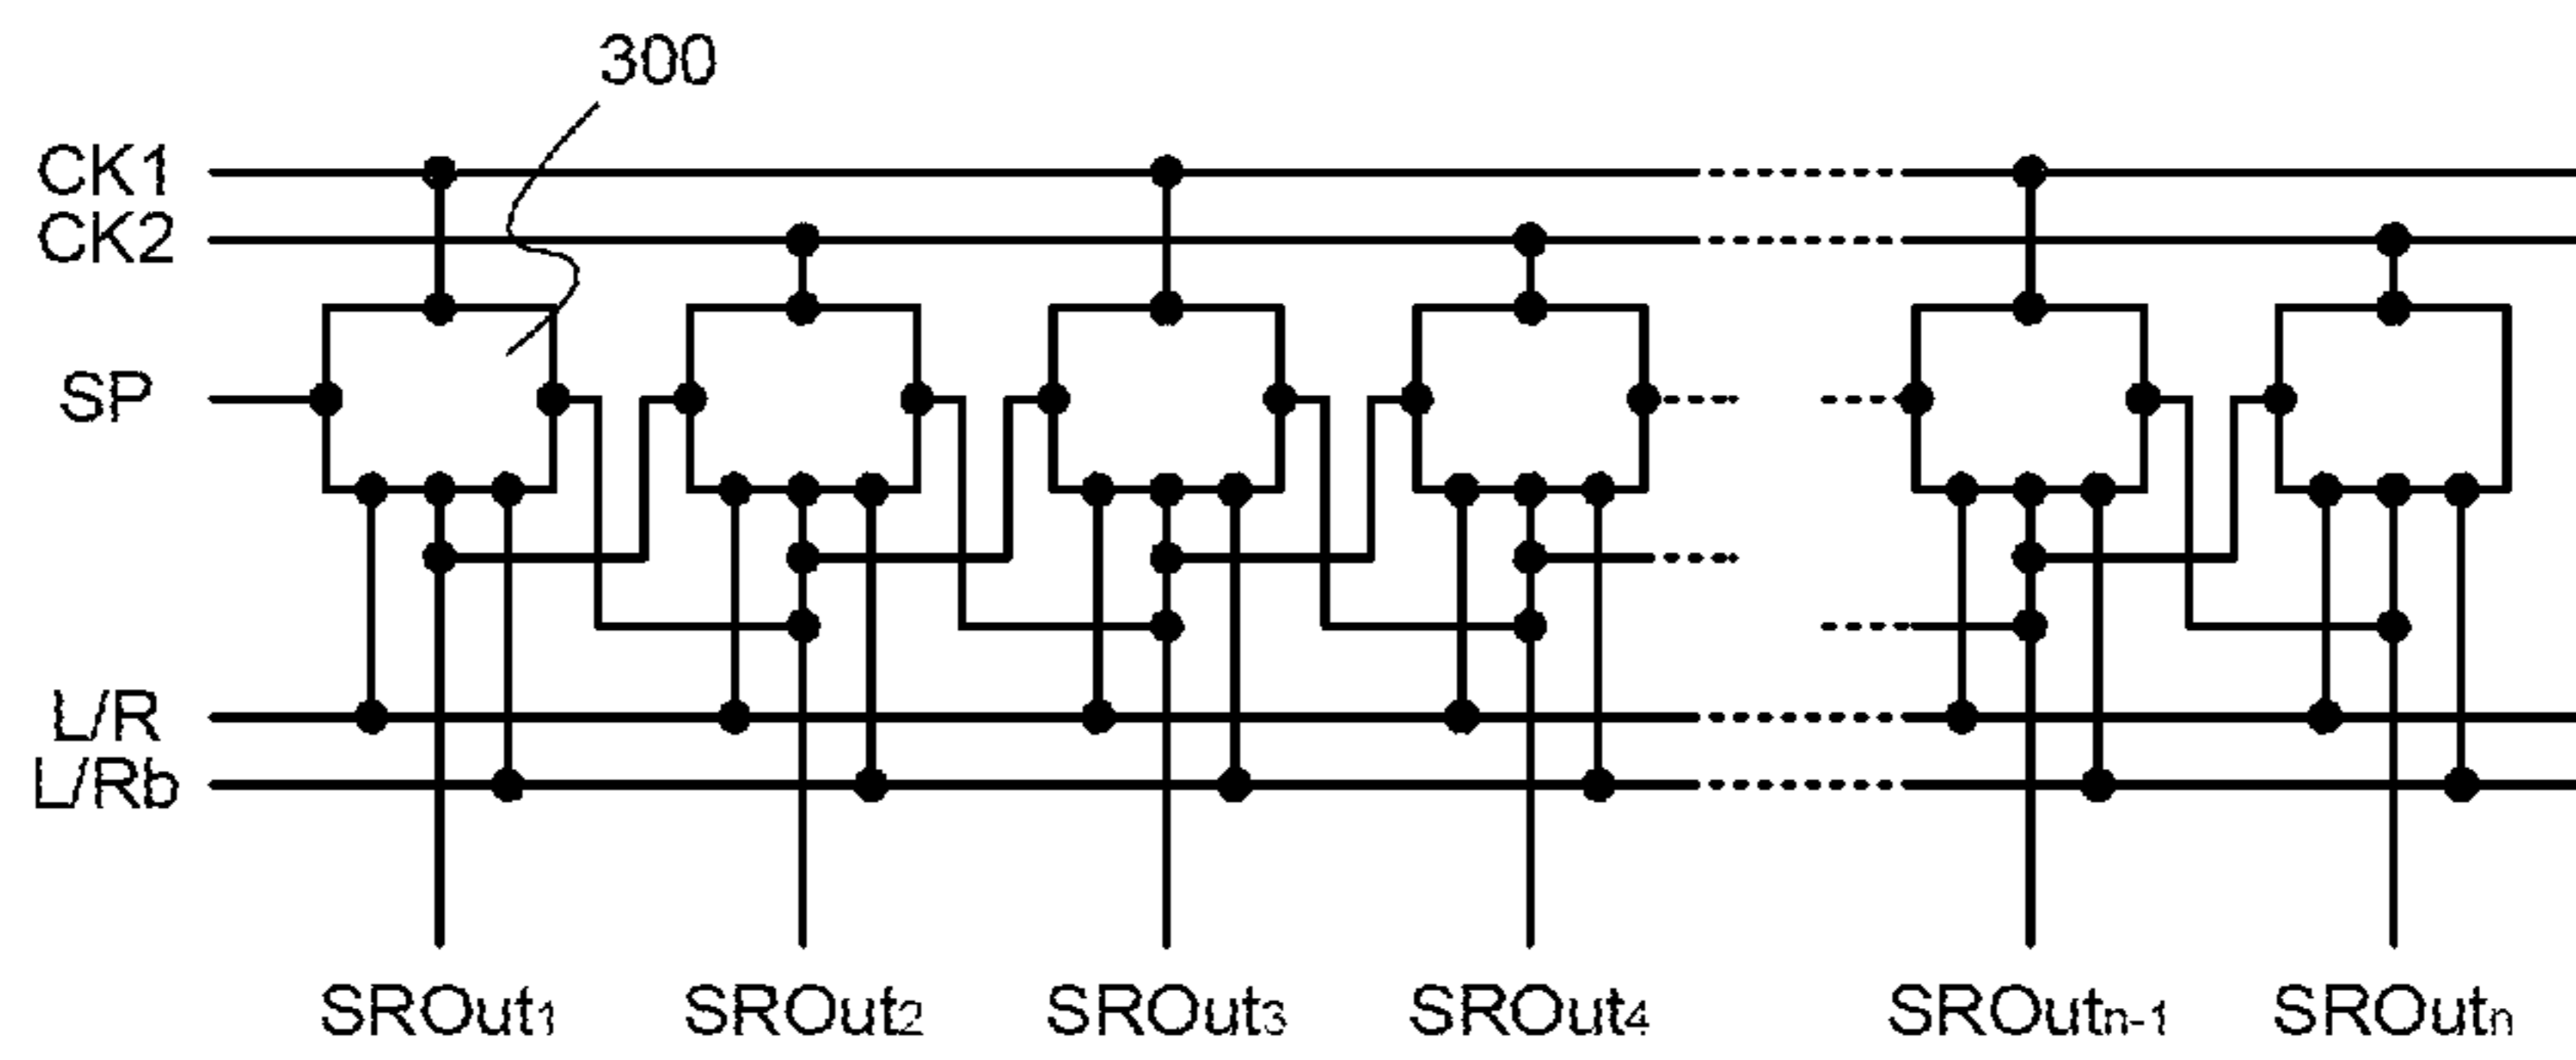 300
CK1
CK2
SP
L/R
L/Rb
SROut1 SROut2 SROut3 SROut4 SROutn-1 SROutn